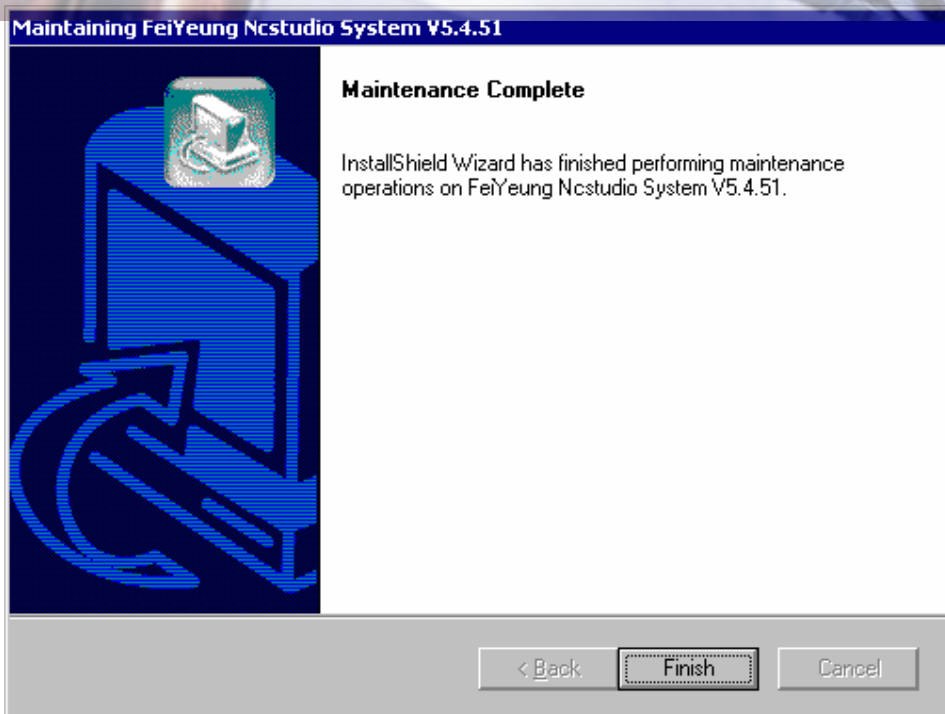 Maintaining FeiYeung Ncstudio System V5.4.51
Maintenance Complete
InstallShield Wizard has finished performing maintenance
operations on FeiYeung Ncstudio System V5.4.51.
< Back Finish Cancel